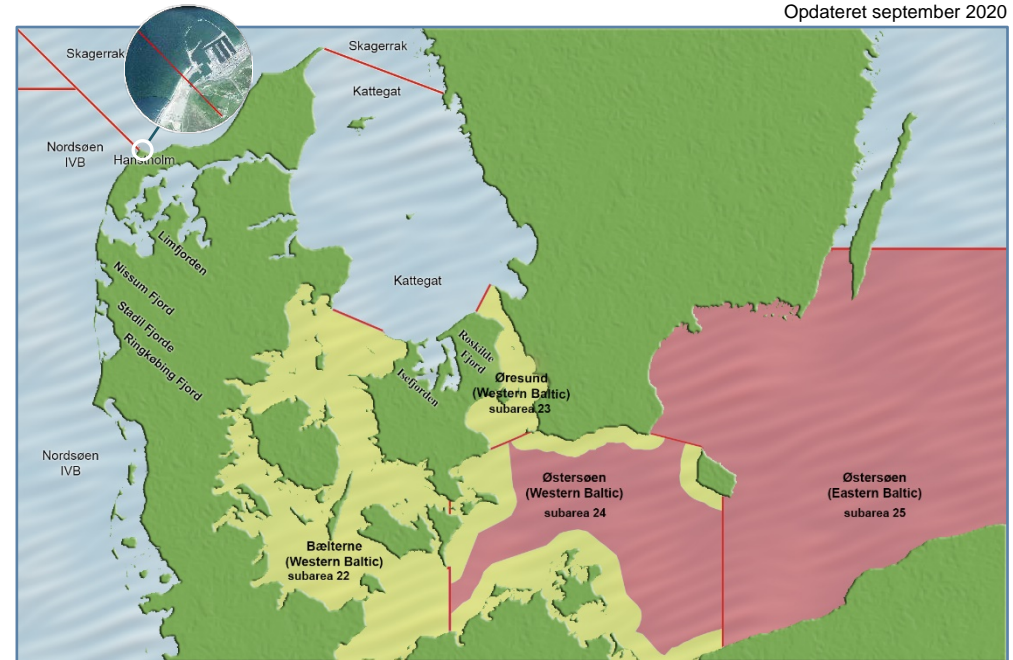 Opdateret september 2020
Skagerrak
Skagerrak
Kattegat
Nordsøen
IVB
Hanstholm
Limfjorden
Nissum Fjord
Stadil Fjorde
Ringkøbing Fjord
Kattegat
Roskilde
Fjord
Isefjorden
Øresund
(Western Baltic)
subarea 23
Nordsøen
IVB
Østersøen
(Western Baltic)
subarea 24
Østersøen
(Eastern Baltic)
subarea 25
Bælterne
(Western Baltic)
subarea 22